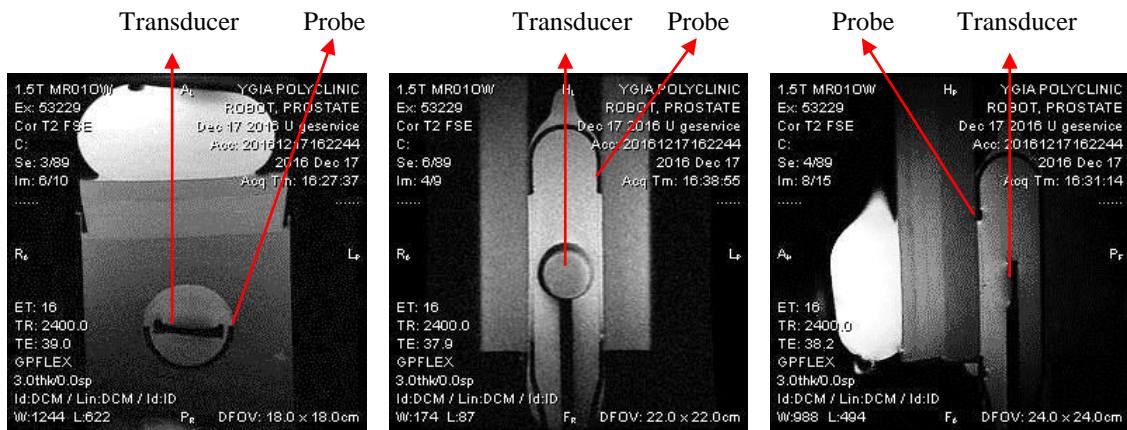 Transducer Probe
Transducer Probe
Probe Transducer
1.5T MR01OW
Ex: 53229
Cor T2 FSE
C:
Se: 3/89
Im: 6/10
YGIA POLYCLINIC
ROBOT, PROSTATE
Dec 17 2016 U geservice
Acc: 20161217162244
2016 Dec 17
Acq Tm: 16:27:37
ET: 16
TR: 2400.0
TE: 39.0
GPFLEX
3.0thk/0.0sp
Id:DCM / Lin:DCM / Id:ID
W:1244 L:622
DFOV: 18.0 x 18.0cm
1.5T MR01OW
Ex: 53229
Cor T2 FSE
C:
Se: 6/89
Im: 4/9
YGIA POLYCLINIC
ROBOT, PROSTATE
Dec 17 2016 U geservice
Acc: 20161217162244
2016 Dec 17
Acq Tm: 16:38:55
ET: 16
TR: 2400.0
TE: 37.9
GPFLEX
3.0thk/0.0sp
Id:DCM / Lin:DCM / Id:ID
W:174 L:87
DFOV: 22.0 x 22.0cm
1.5T MR01OW
Ex: 53229
Cor T2 FSE
C:
Se: 4/89
Im: 8/15
YGIA POLYCLINIC
ROBOT, PROSTATE
Dec 17 2016 U geservice
Acc: 20161217162244
2016 Dec 17
Acq Tm: 16:31:14
ET: 16
TR: 2400.0
TE: 38.2
GPFLEX
3.0thk/0.0sp
Id:DCM / Lin:DCM / Id:ID
W:988 L:494
DFOV: 24.0 x 24.0cm